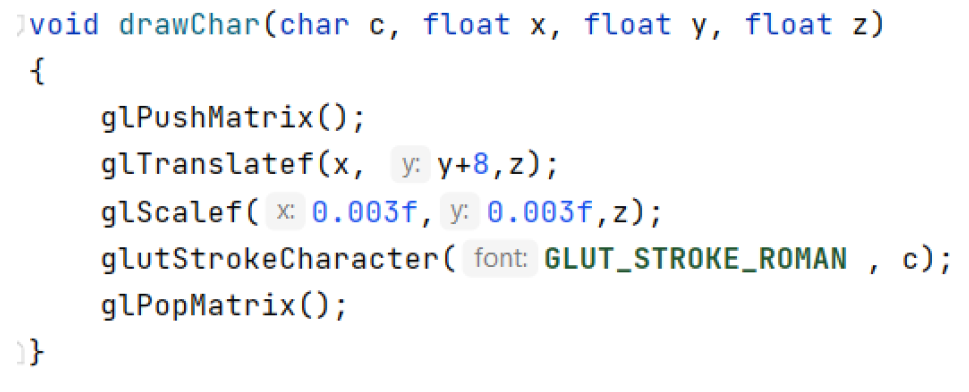 void drawChar(char c, float x, float y, float z)
{
    glPushMatrix();
    glTranslatef(x, y: y+8,z);
    glScalef( x: 0.003f, y: 0.003f,z);
    glutStrokeCharacter( font: GLUT_STROKE_ROMAN , c);
    glPopMatrix();
}